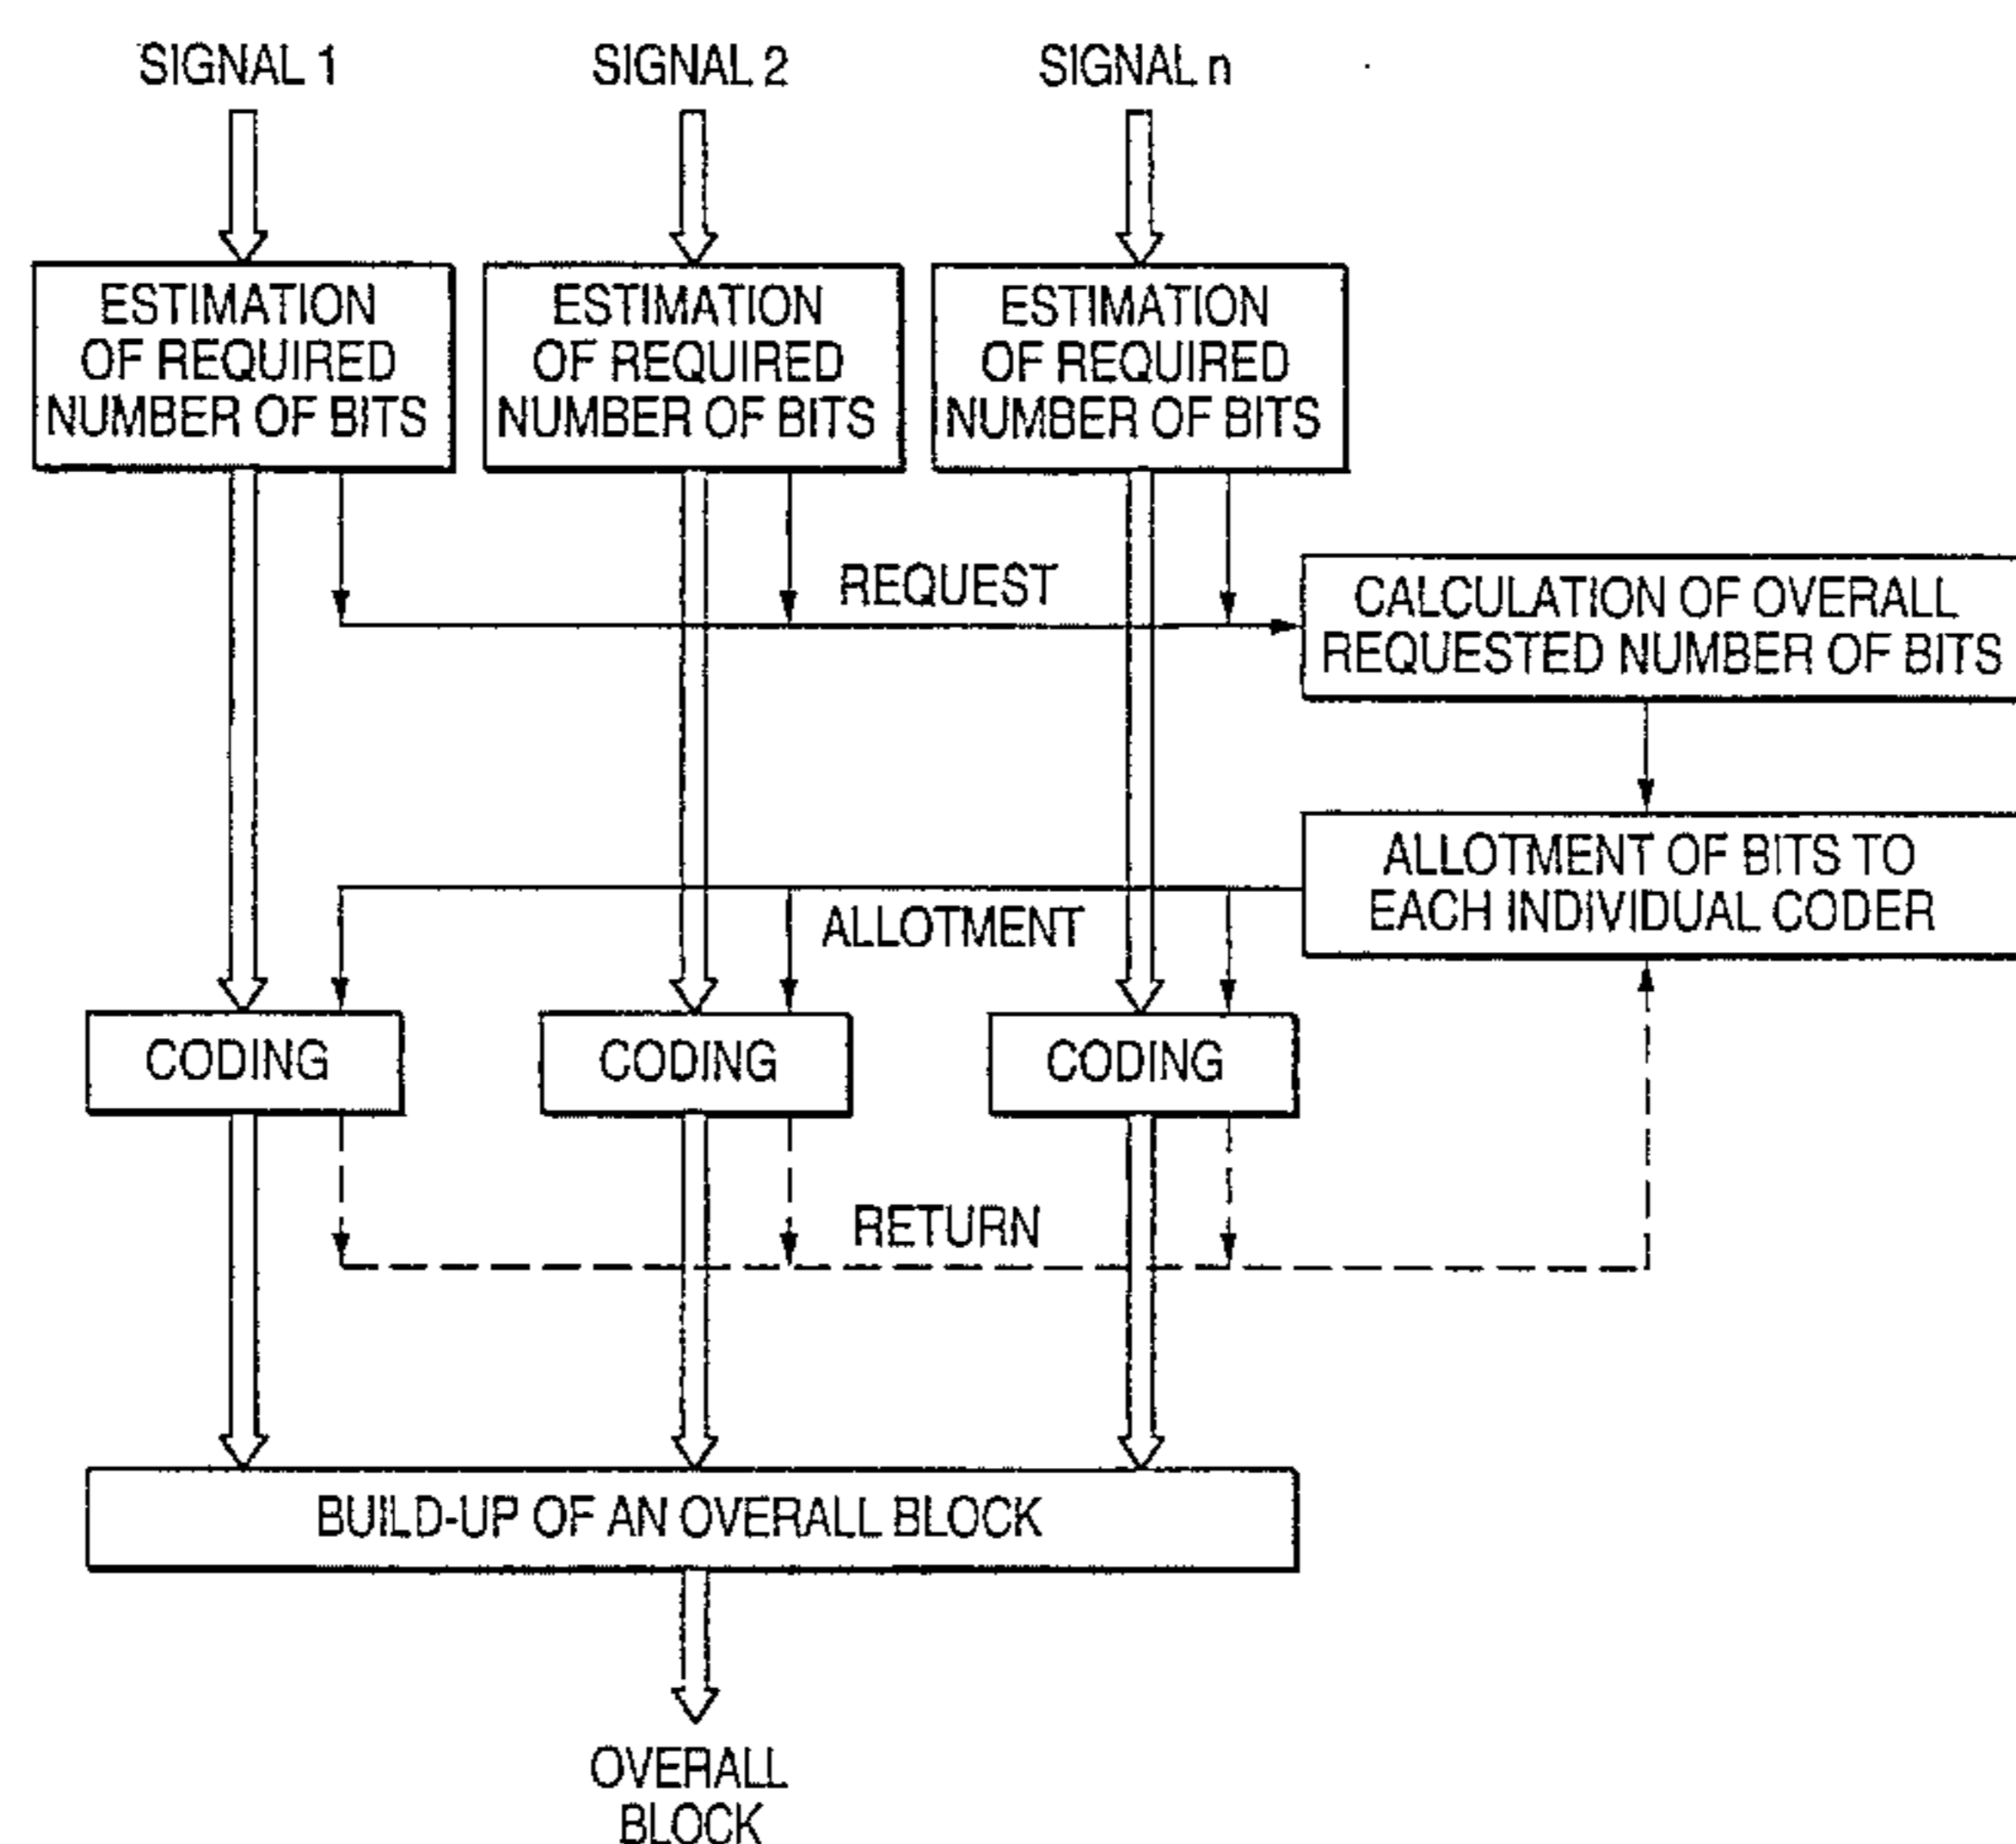 SIGNAL 1
SIGNAL 2
SIGNAL n
ESTIMATION
OF REQUIRED
NUMBER OF BITS
ESTIMATION
OF REQUIRED
NUMBER OF BITS
ESTIMATION
OF REQUIRED
NUMBER OF BITS
REQUEST
CALCULATION OF OVERALL
REQUESTED NUMBER OF BITS
ALLOTMENT OF BITS TO
EACH INDIVIDUAL CODER
ALLOTMENT
CODING
CODING
CODING
RETURN
BUILD-UP OF AN OVERALL BLOCK
OVERALL
BLOCK